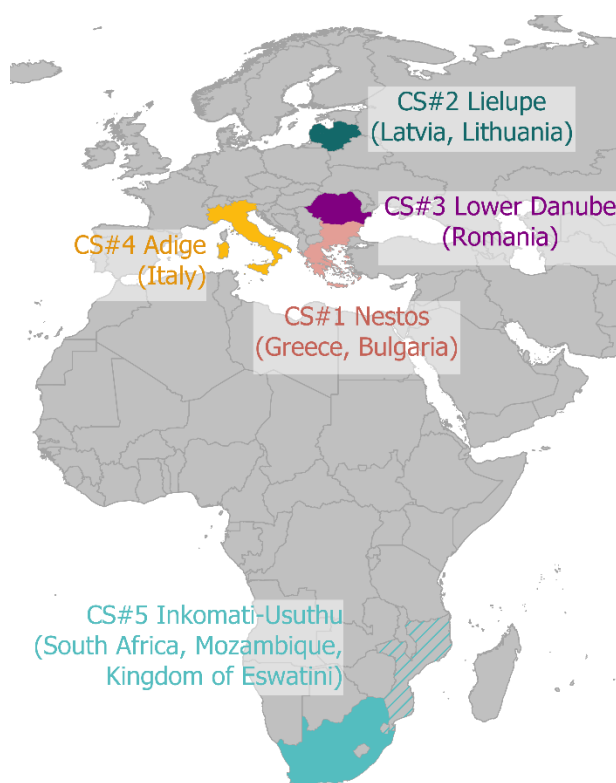 CS#2 Lielupe
(Latvia, Lithuania)
CS#3 Lower Danube
(Romania)
CS#4 Adige
(Italy)
CS#1 Nestos
(Greece, Bulgaria)
CS#5 Inkomati-Usuthu
(South Africa, Mozambique,
Kingdom of Eswatini)